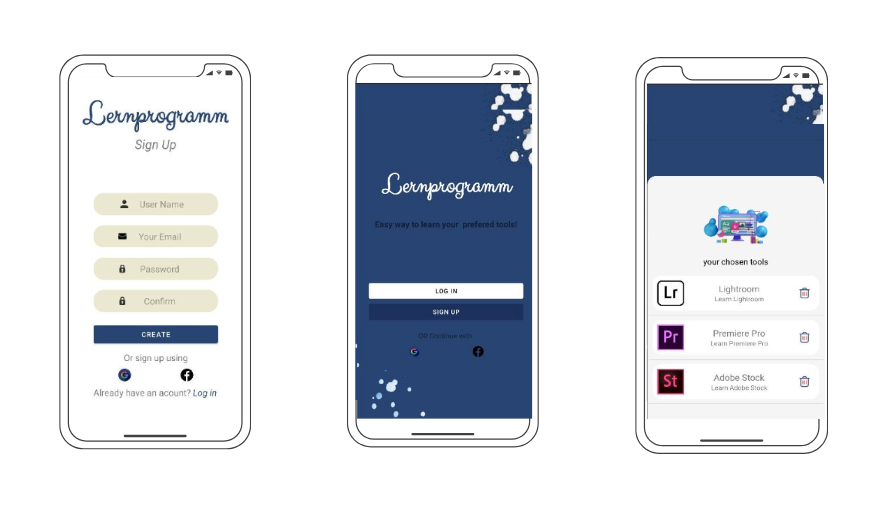 Lernprogramm
Sign Up
User Name
Your Email
Password
Confirm
CREATE
Or sign up using
G
f
Already have an acount? Log in
Lernprogramm
Easy way to learn your prefered tools!
LOG IN
SIGN UP
OR Continue with
G
f
your chosen tools
Lr
Lightroom
Learn Lightroom
Pr
Premiere Pro
Learn Premiere Pro
St
Adobe Stock
Learn Adobe Stock